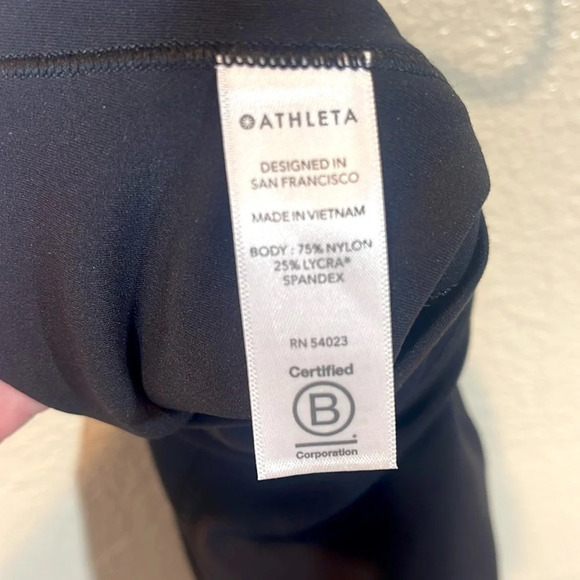 ATHLETA
DESIGNED IN
SAN FRANCISCO
MADE IN VIETNAM
BODY : 75% NYLON
25% LYCRA®
SPANDEX
RN 54023
Certified
B
Corporation